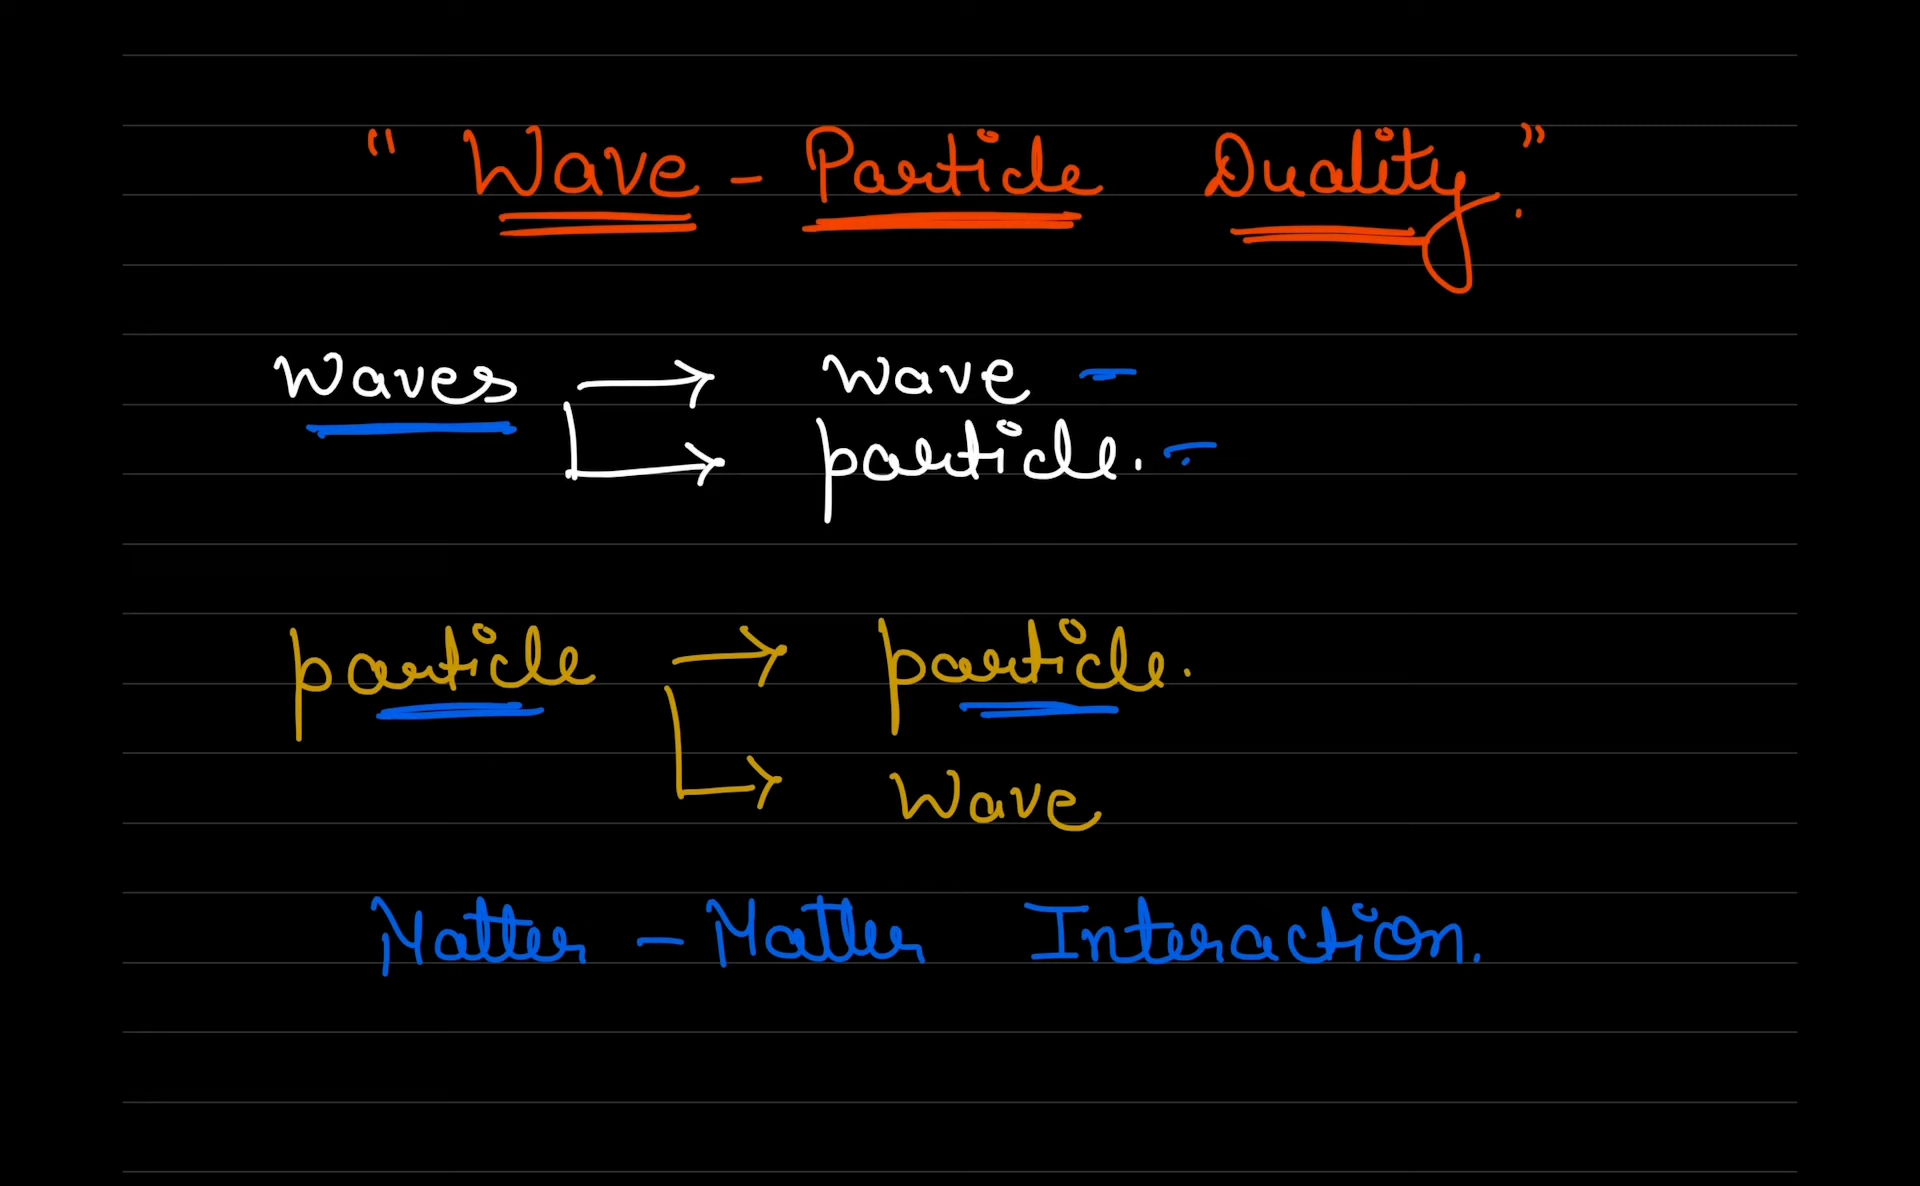 " Wave - Particle Duality."
Waves → wave -
→ particle. -
particle → particle.
→ Wave
Matter - Matter Interaction.